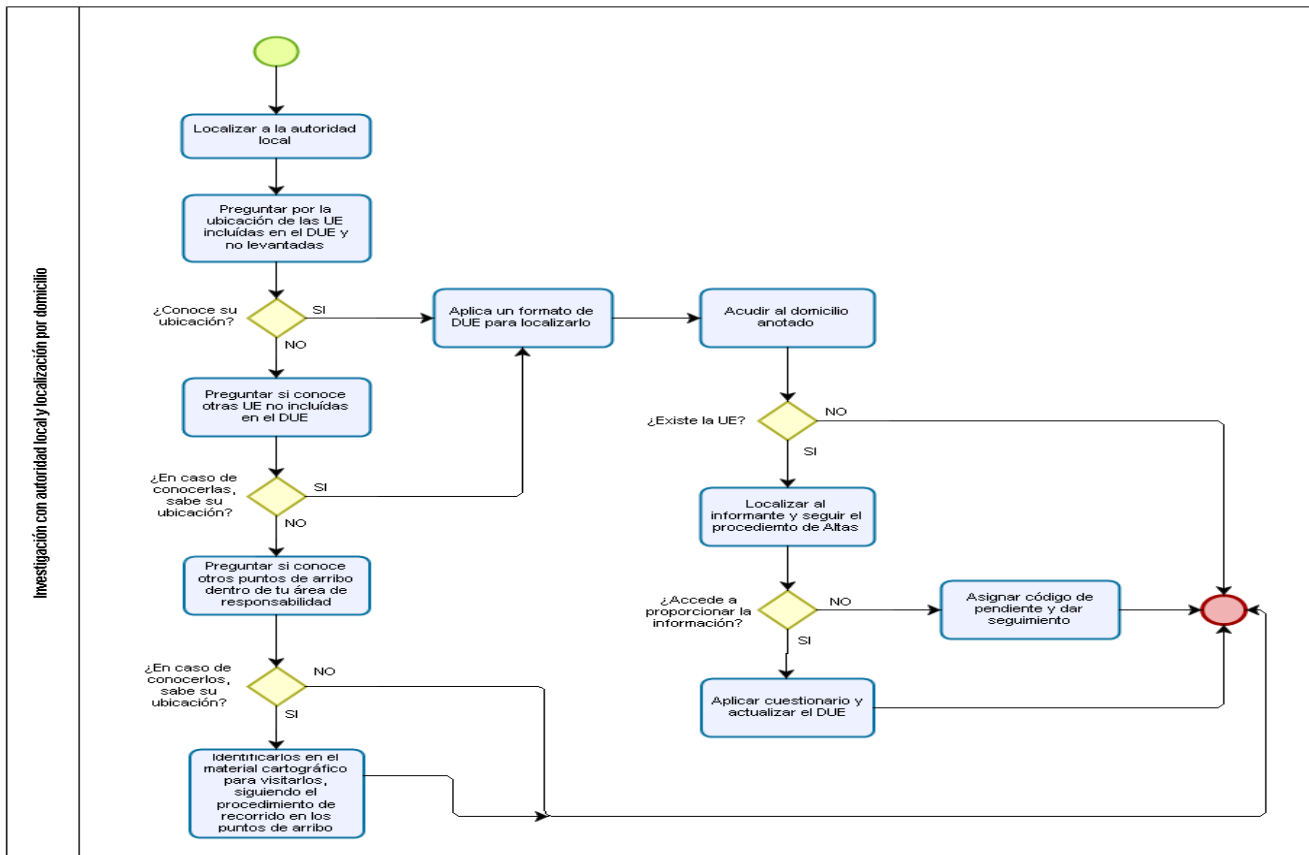 Investigación con autoridad local y localización por domicilio
Localizar a la autoridad
local
Preguntar por la
ubicación de las UE
incluídas en el DUE y
no levantadas
¿Conoce su
ubicación?
SI
NO
Aplica un formato de
DUE para localizarlo
Acudir al domicilio
anotado
Preguntar si conoce
otras UE no incluídas
en el DUE
¿Existe la UE?
NO
SI
¿En caso de
conocerlas,
sabe su
ubicación?
SI
NO
Localizar al
informante y seguir el
procediemto de Altas
Preguntar si conoce
otros puntos de arribo
dentro de tu área de
responsabilidad
¿Accede a
proporcionar la
información?
NO
SI
Asignar código de
pendiente y dar
seguimiento
¿En caso de
conocerlos,
sabe su
ubicación?
NO
SI
Aplicar cuestionario y
actualizar el DUE
Identificarlos en el
material cartográfico
para visitarlos,
siguiendo el
procedimiento de
recorrido en los
puntos de arribo